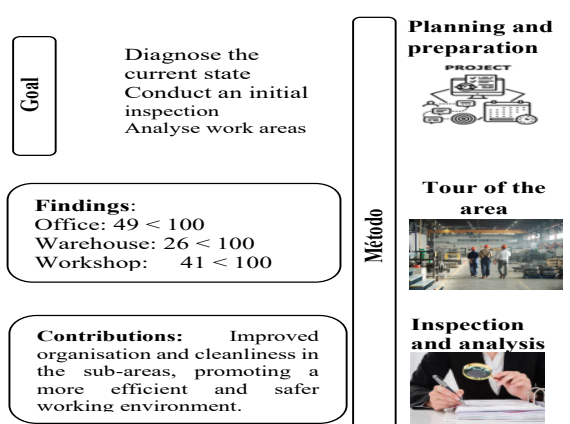 Goal
Diagnose the
current state
Conduct an initial
inspection
Analyse work areas
Findings:
Office: 49 < 100
Warehouse: 26 < 100
Workshop: 41 < 100
Contributions: Improved
organisation and cleanliness in
the sub-areas, promoting a
more efficient and safer
working environment.
Método
Planning and
preparation
PROJECT
Tour of the
area
Inspection
and analysis